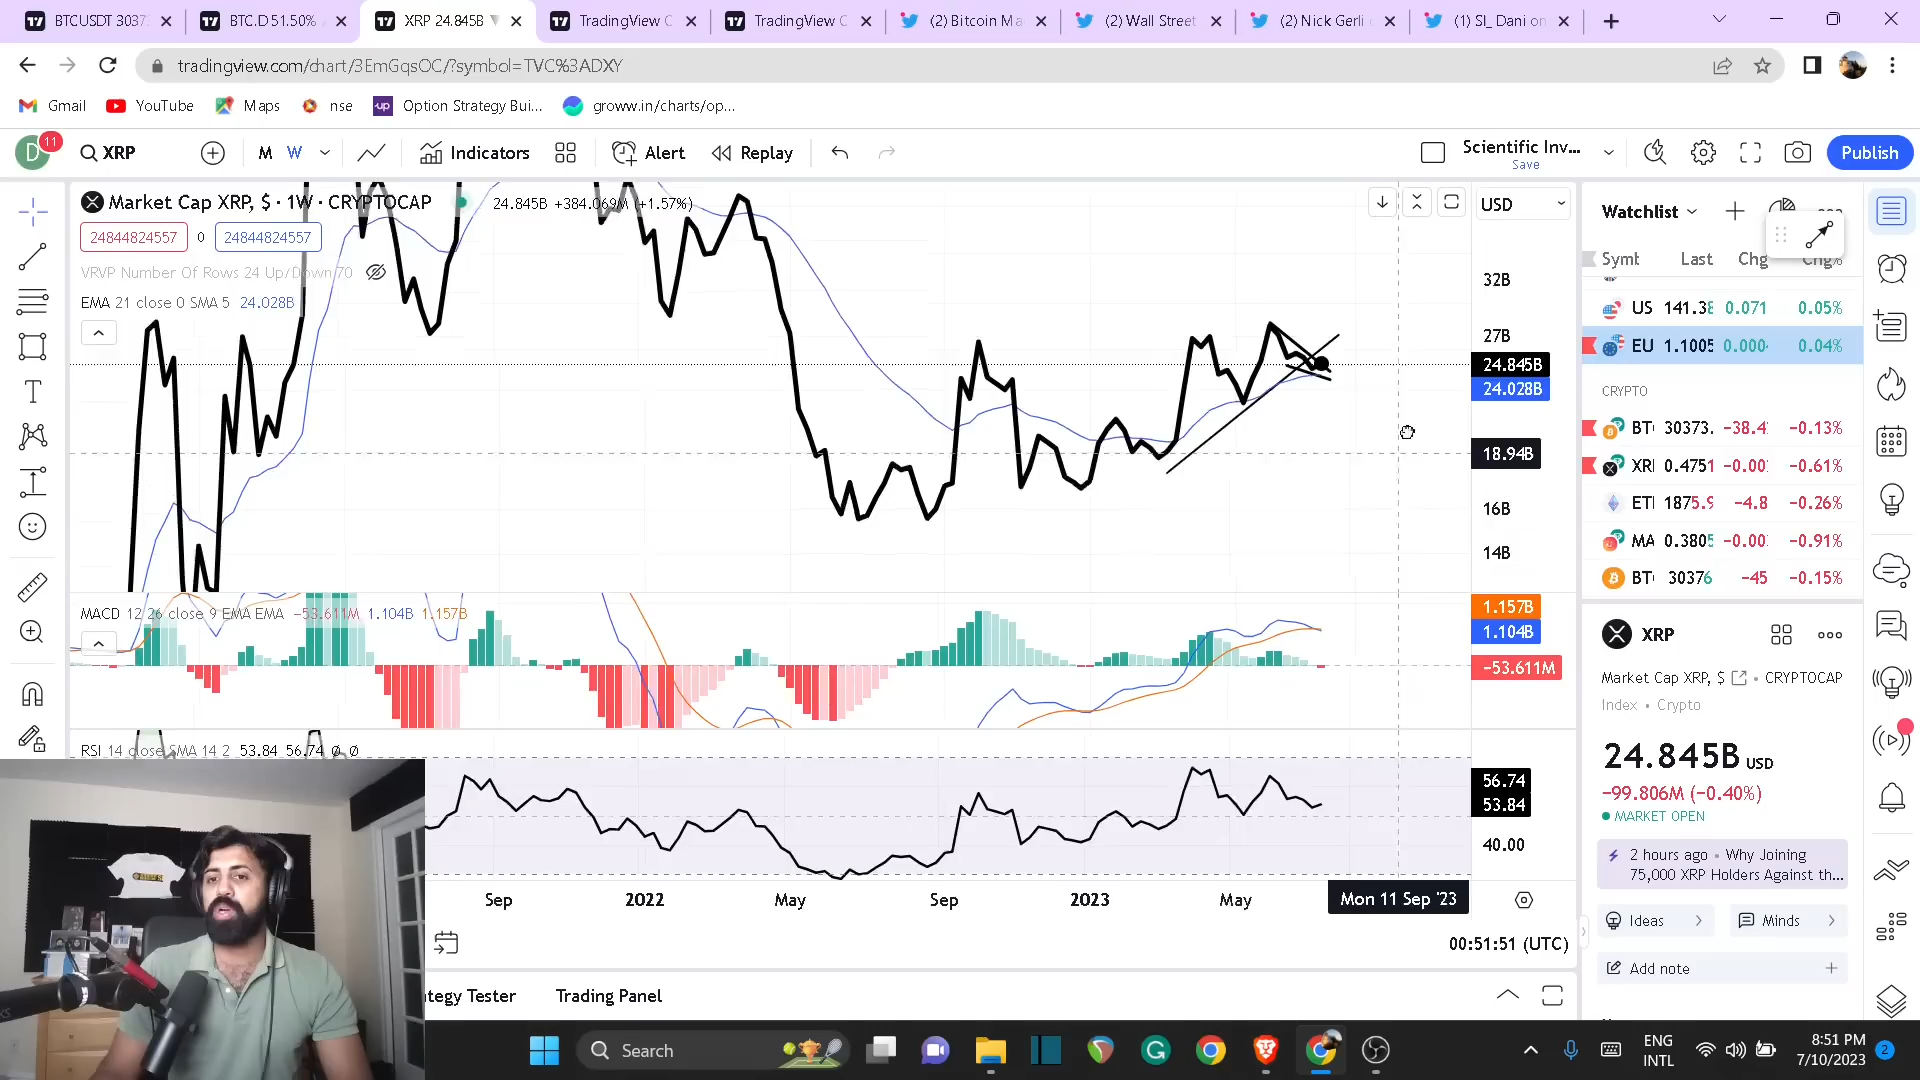 BTCUSDT 3037
BTC.D 51.50%
XRP 24.845B ▼
TradingView C
TradingView C
(2) Bitcoin Ma
(2) Wall Street
(2) Nick Gerli
(1) SI_Dani on
tradingview.com/chart/3EmGqsOC/?symbol=TVC%3ADXY
Gmail
YouTube
Maps
nse
Option Strategy Bui...
groww.in/charts/op...
11
D
XRP
M
W
Indicators
Alert
Replay
Scientific Inv...
Save
Publish
Market Cap XRP, $ · 1W · CRYPTOCAP
24.845B +384.069M (+1.57%)
24844824557
0
24844824557
VRVP Number Of Rows 24 Up/Down 70
EMA 21 close 0 SMA 5 24.028B
USD
32B
27B
24.845B
24.028B
18.94B
16B
14B
MACD 12 26 close 9 EMA EMA −53.611M 1.104B 1.157B
1.157B
1.104B
−53.611M
RSI 14 close SMA 14 2 53.84 56.74 Ø Ø
56.74
53.84
40.00
Sep
2022
May
Sep
2023
May
Mon 11 Sep '23
00:51:51 (UTC)
tegy Tester
Trading Panel
Watchlist
Symb
Last
Chg
Chg%
US 141.38 0.071 0.05%
EU 1.1005 0.000 0.04%
CRYPTO
BT 30373. −38.4 −0.13%
XRI 0.4751 −0.00 −0.61%
ETI 1875.9 −4.8 −0.26%
MA 0.3805 −0.00 −0.91%
BT 30376 −45 −0.15%
XRP
Market Cap XRP, $ • CRYPTOCAP
Index • Crypto
24.845B USD
−99.806M (−0.40%)
MARKET OPEN
2 hours ago • Why Joining
75,000 XRP Holders Against th...
Ideas
Minds
Add note
Search
ENG
INTL
8:51 PM
7/10/2023
2